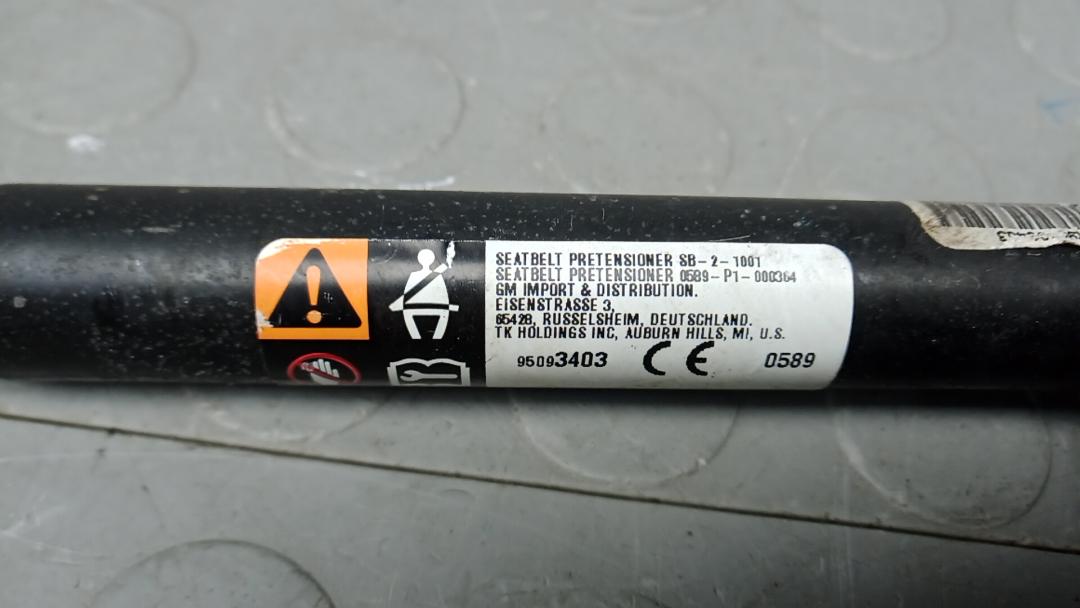 SEATBELT PRETENSIONER SB-2-1001
SEATBELT PRETENSIONER 0589-P1-000364
GM IMPORT & DISTRIBUTION.
EISENSTRASSE 3,
65428, RUSSELSHEIM, DEUTSCHLAND.
TK HOLDINGS INC, AUBURN HILLS, MI, U.S.
95093403 CE 0589